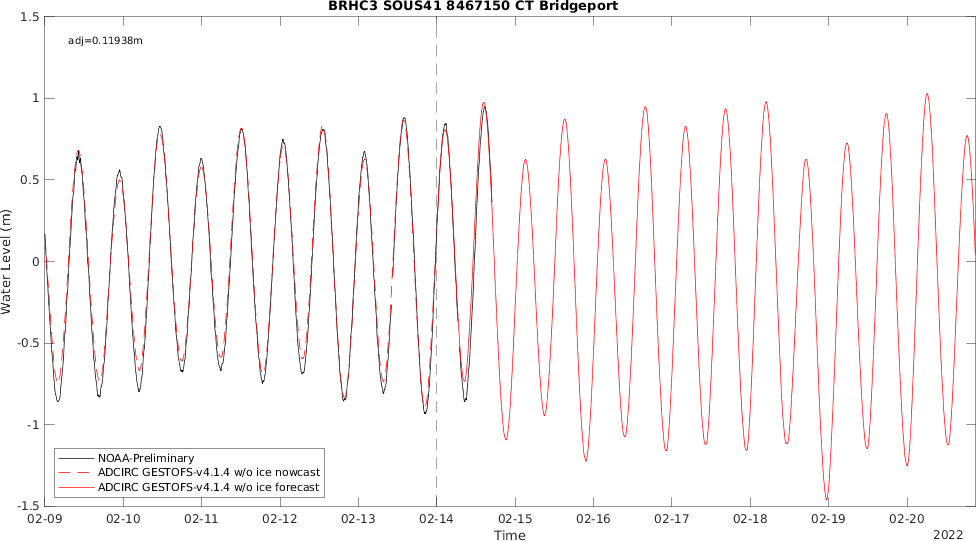 BRHC3 SOUS41 8467150 CT Bridgeport
1.5
adj=0.11938m
1
0.5
0
Water Level (m)
-0.5
-1
NOAA-Preliminary
ADCIRC GESTOFS-v4.1.4 w/o ice nowcast
ADCIRC GESTOFS-v4.1.4 w/o ice forecast
-1.5
02-09 02-10 02-11 02-12 02-13 02-14 02-15 02-16 02-17 02-18 02-19 02-20
Time
2022